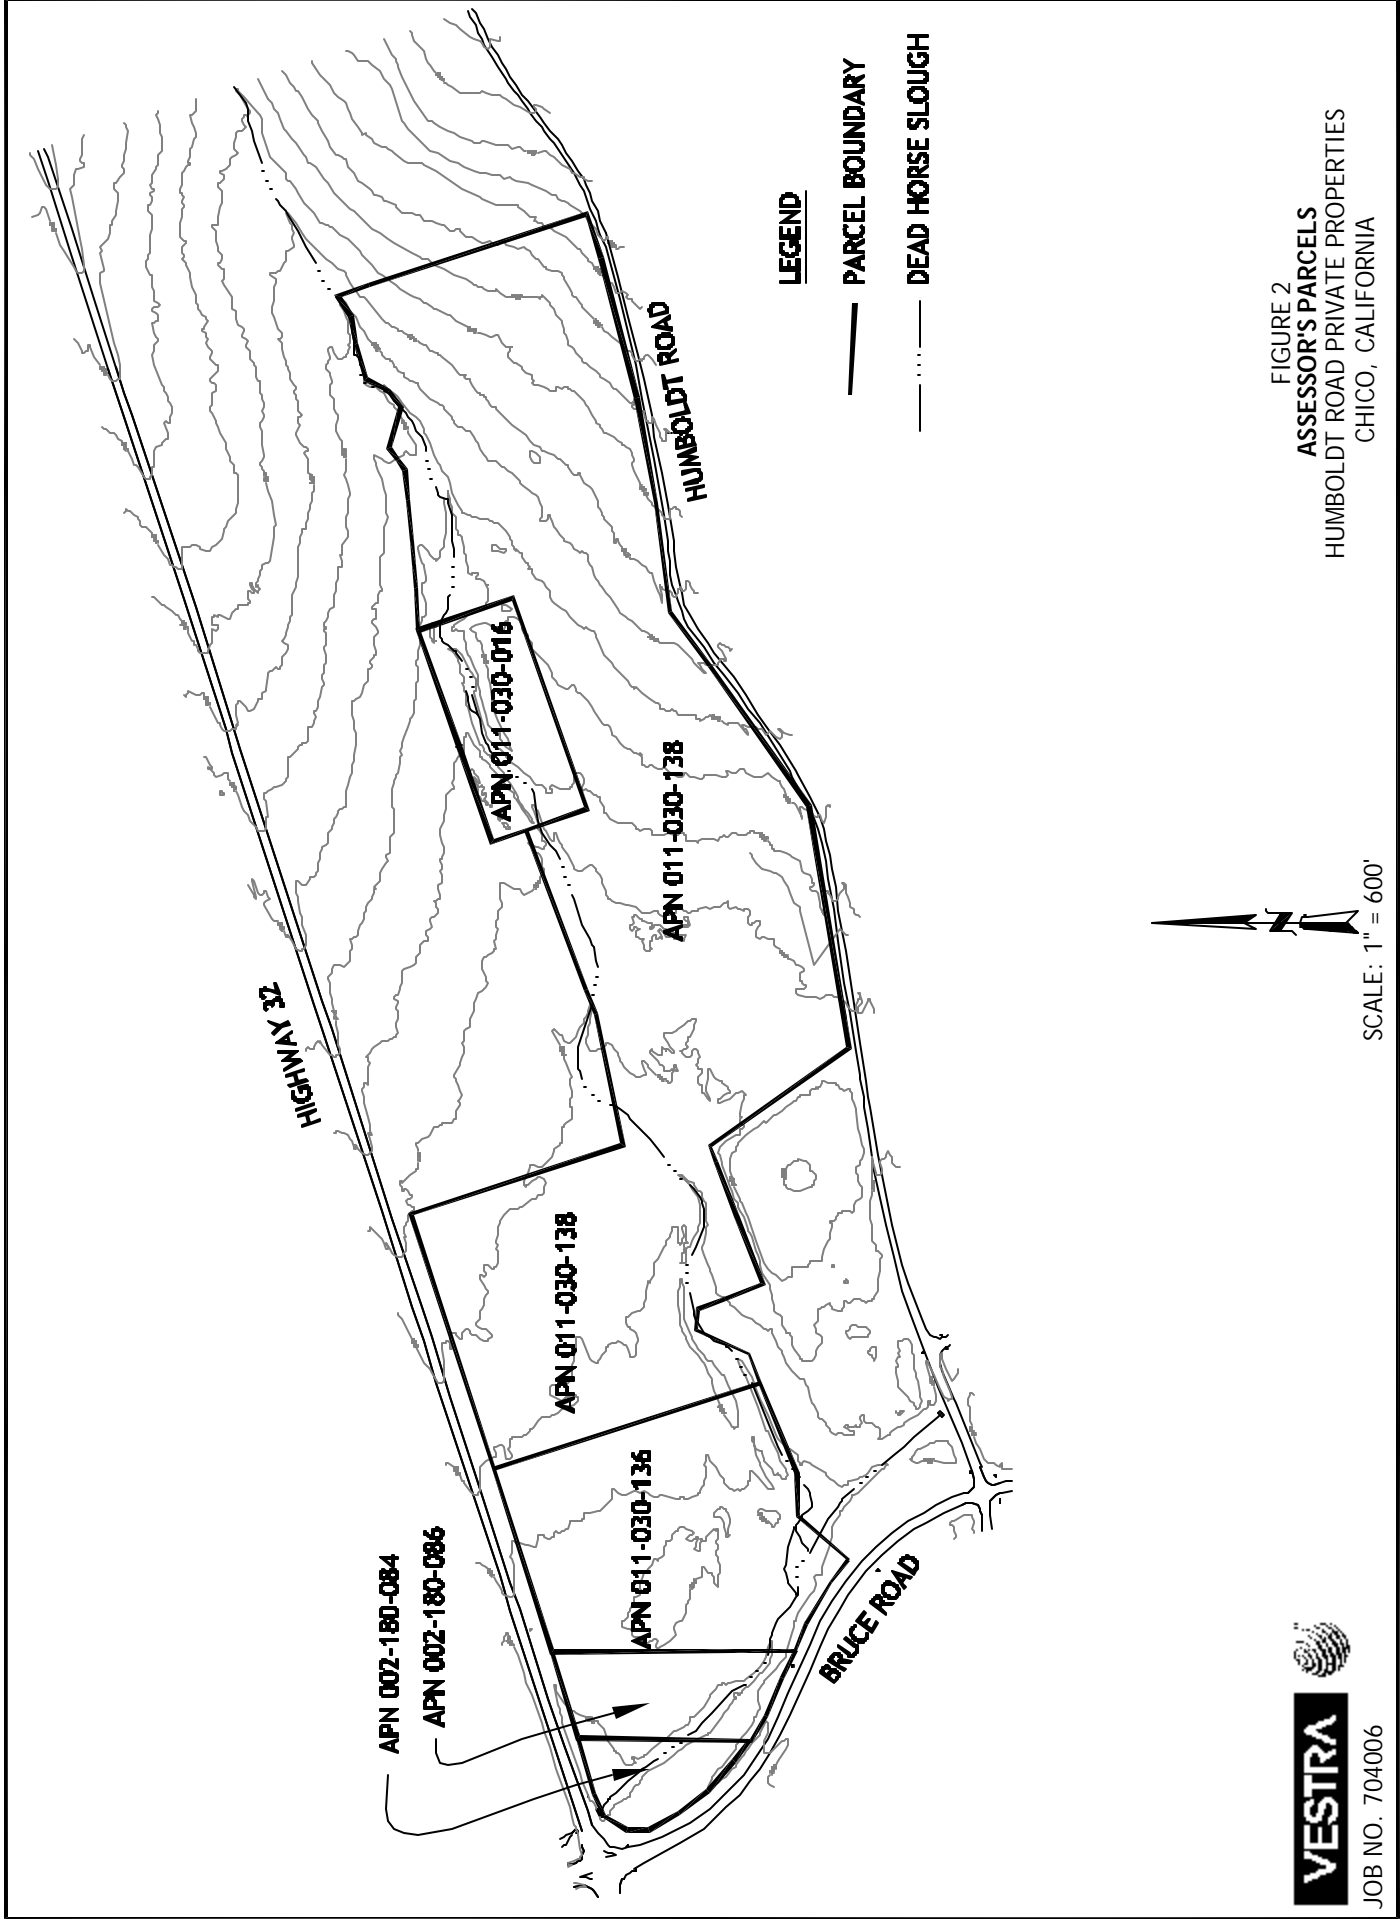 APN 002-180-084
APN 002-180-086
HIGHWAY 32
APN 011-030-016
APN 011-030-138
APN 011-030-138
APN 011-030-136
HUMBOLDT ROAD
BRUCE ROAD
LEGEND
PARCEL BOUNDARY
DEAD HORSE SLOUGH
N
SCALE: 1" = 600'
VESTRA
JOB NO. 704006
FIGURE 2
ASSESSOR'S PARCELS
HUMBOLDT ROAD PRIVATE PROPERTIES
CHICO, CALIFORNIA